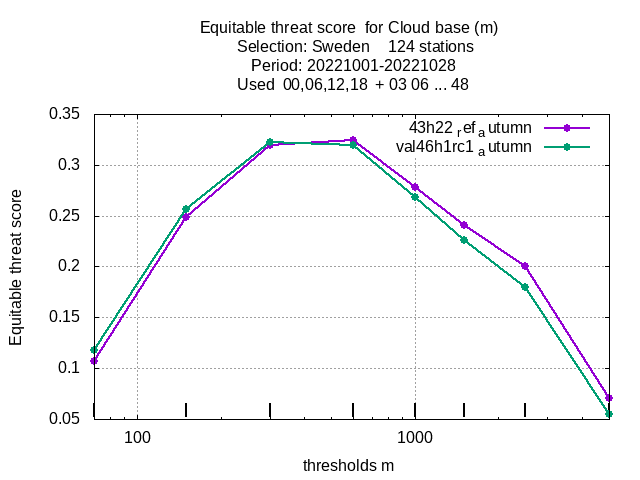 Equitable threat score for Cloud base (m)
Selection: Sweden 124 stations
Period: 20221001-20221028
Used 00,06,12,18 + 03 06 ... 48
43h22 ref autumn
val46h1rc1 autumn
0.35
0.3
0.25
0.2
0.15
0.1
0.05
Equitable threat score
100
1000
thresholds m